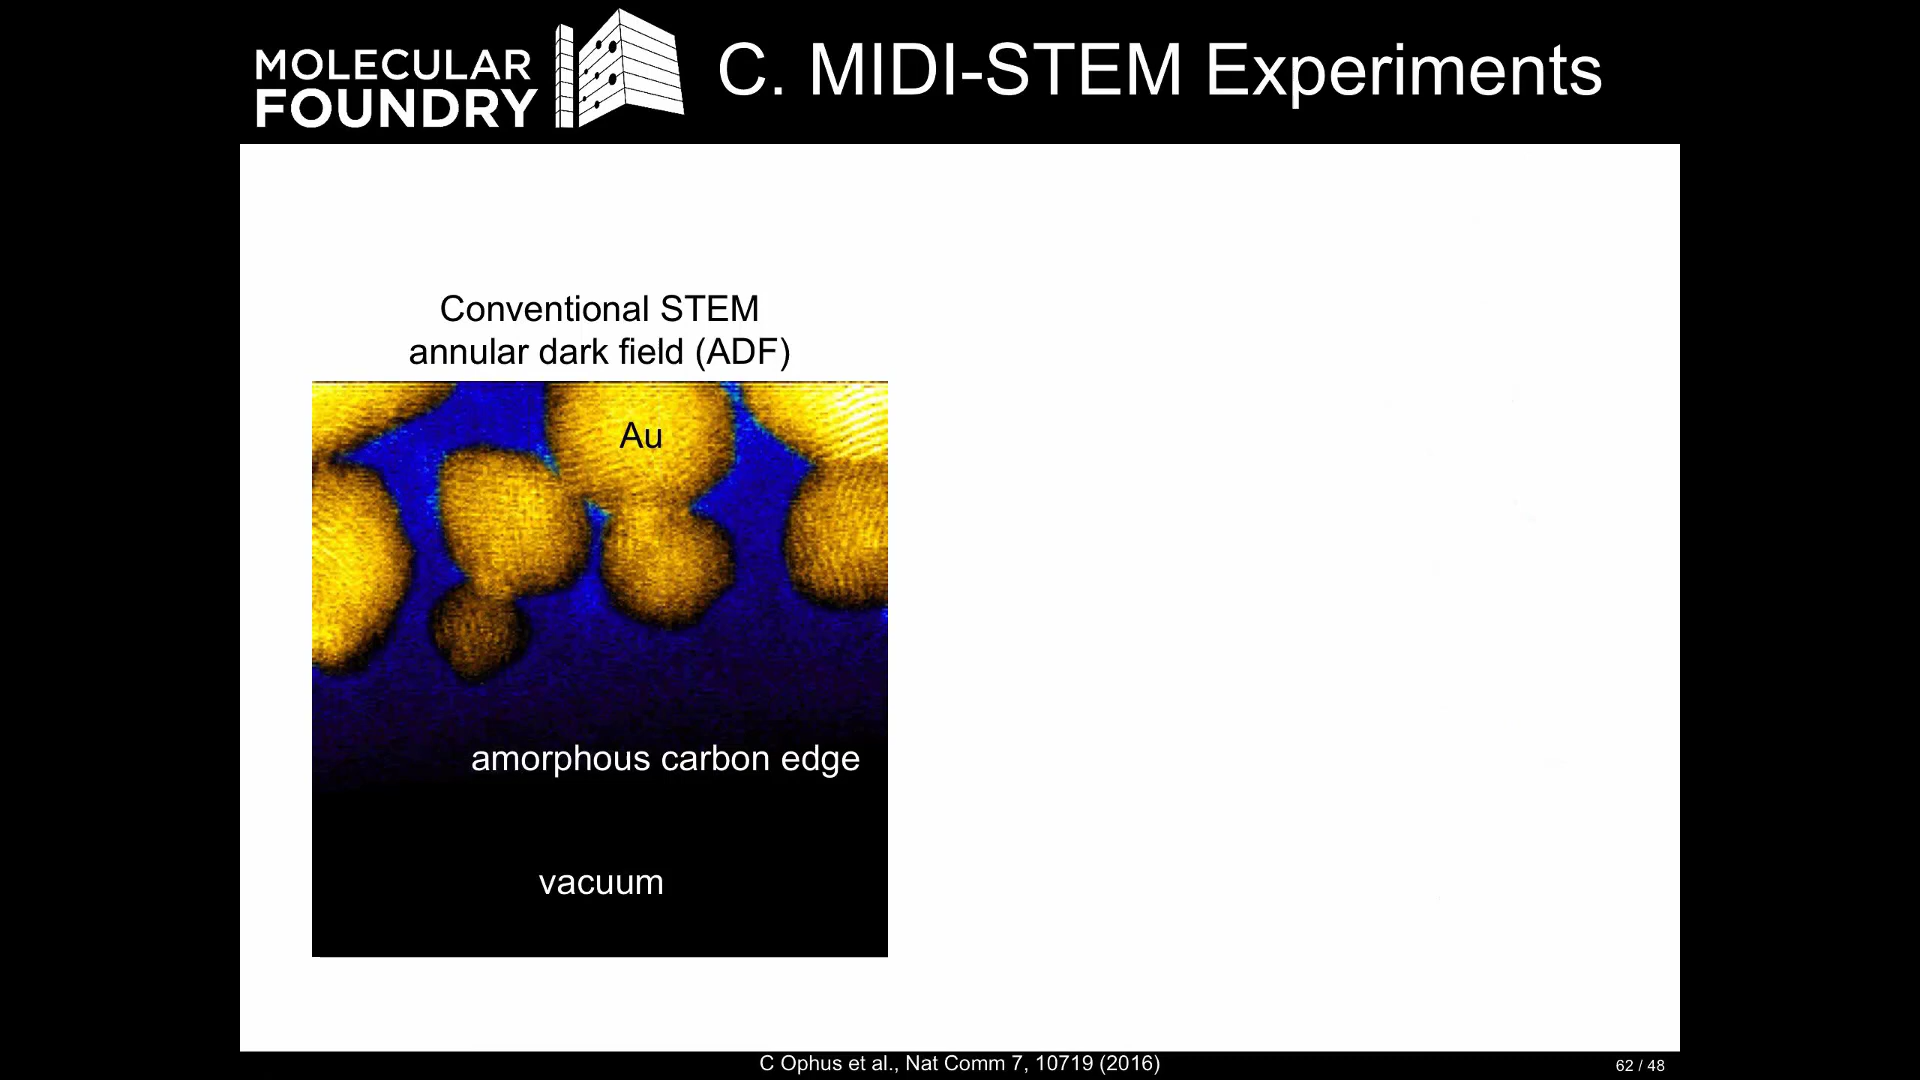 MOLECULAR
FOUNDRY
C. MIDI-STEM Experiments
Conventional STEM
annular dark field (ADF)
Au
amorphous carbon edge
vacuum
C Ophus et al., Nat Comm 7, 10719 (2016)
62 / 48